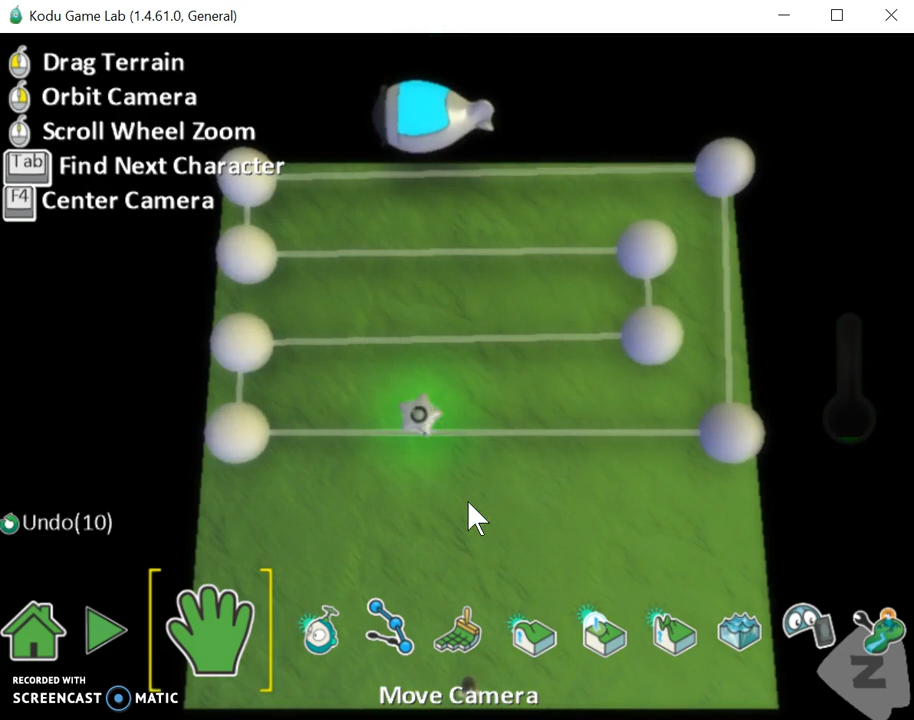 Kodu Game Lab (1.4.61.0, General)
Drag Terrain
Orbit Camera
Scroll Wheel Zoom
Tab Find Next Character
F4 Center Camera
Undo(10)
RECORDED WITH
SCREENCAST MATIC
Move Camera
N